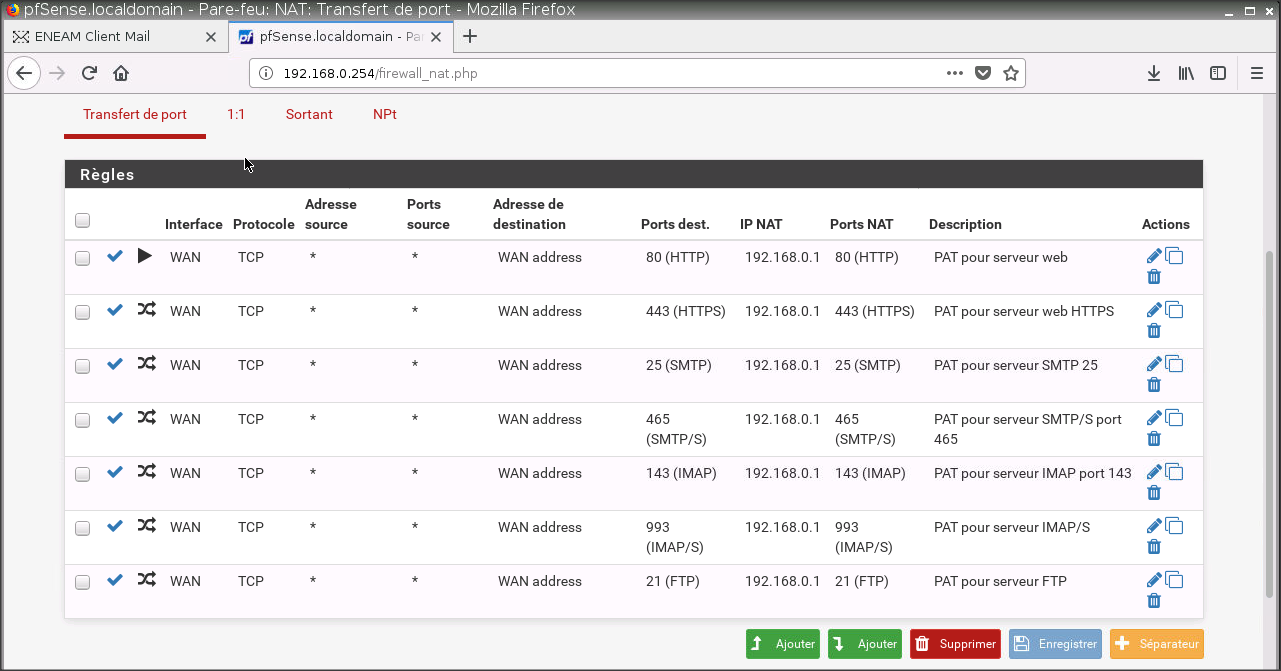 pfSense.localdomain - Pare-feu: NAT: Transfert de port - Mozilla Firefox
ENEAM Client Mail
pfSense.localdomain - Pa
192.168.0.254/firewall_nat.php
Transfert de port 1:1 Sortant NPt
Règles
Interface Protocole Adresse source Ports source Adresse de destination Ports dest. IP NAT Ports NAT Description Actions
WAN TCP * * WAN address 80 (HTTP) 192.168.0.1 80 (HTTP) PAT pour serveur web
WAN TCP * * WAN address 443 (HTTPS) 192.168.0.1 443 (HTTPS) PAT pour serveur web HTTPS
WAN TCP * * WAN address 25 (SMTP) 192.168.0.1 25 (SMTP) PAT pour serveur SMTP 25
WAN TCP * * WAN address 465 (SMTP/S) 192.168.0.1 465 (SMTP/S) PAT pour serveur SMTP/S port 465
WAN TCP * * WAN address 143 (IMAP) 192.168.0.1 143 (IMAP) PAT pour serveur IMAP port 143
WAN TCP * * WAN address 993 (IMAP/S) 192.168.0.1 993 (IMAP/S) PAT pour serveur IMAP/S
WAN TCP * * WAN address 21 (FTP) 192.168.0.1 21 (FTP) PAT pour serveur FTP
Ajouter Ajouter Supprimer Enregistrer Séparateur